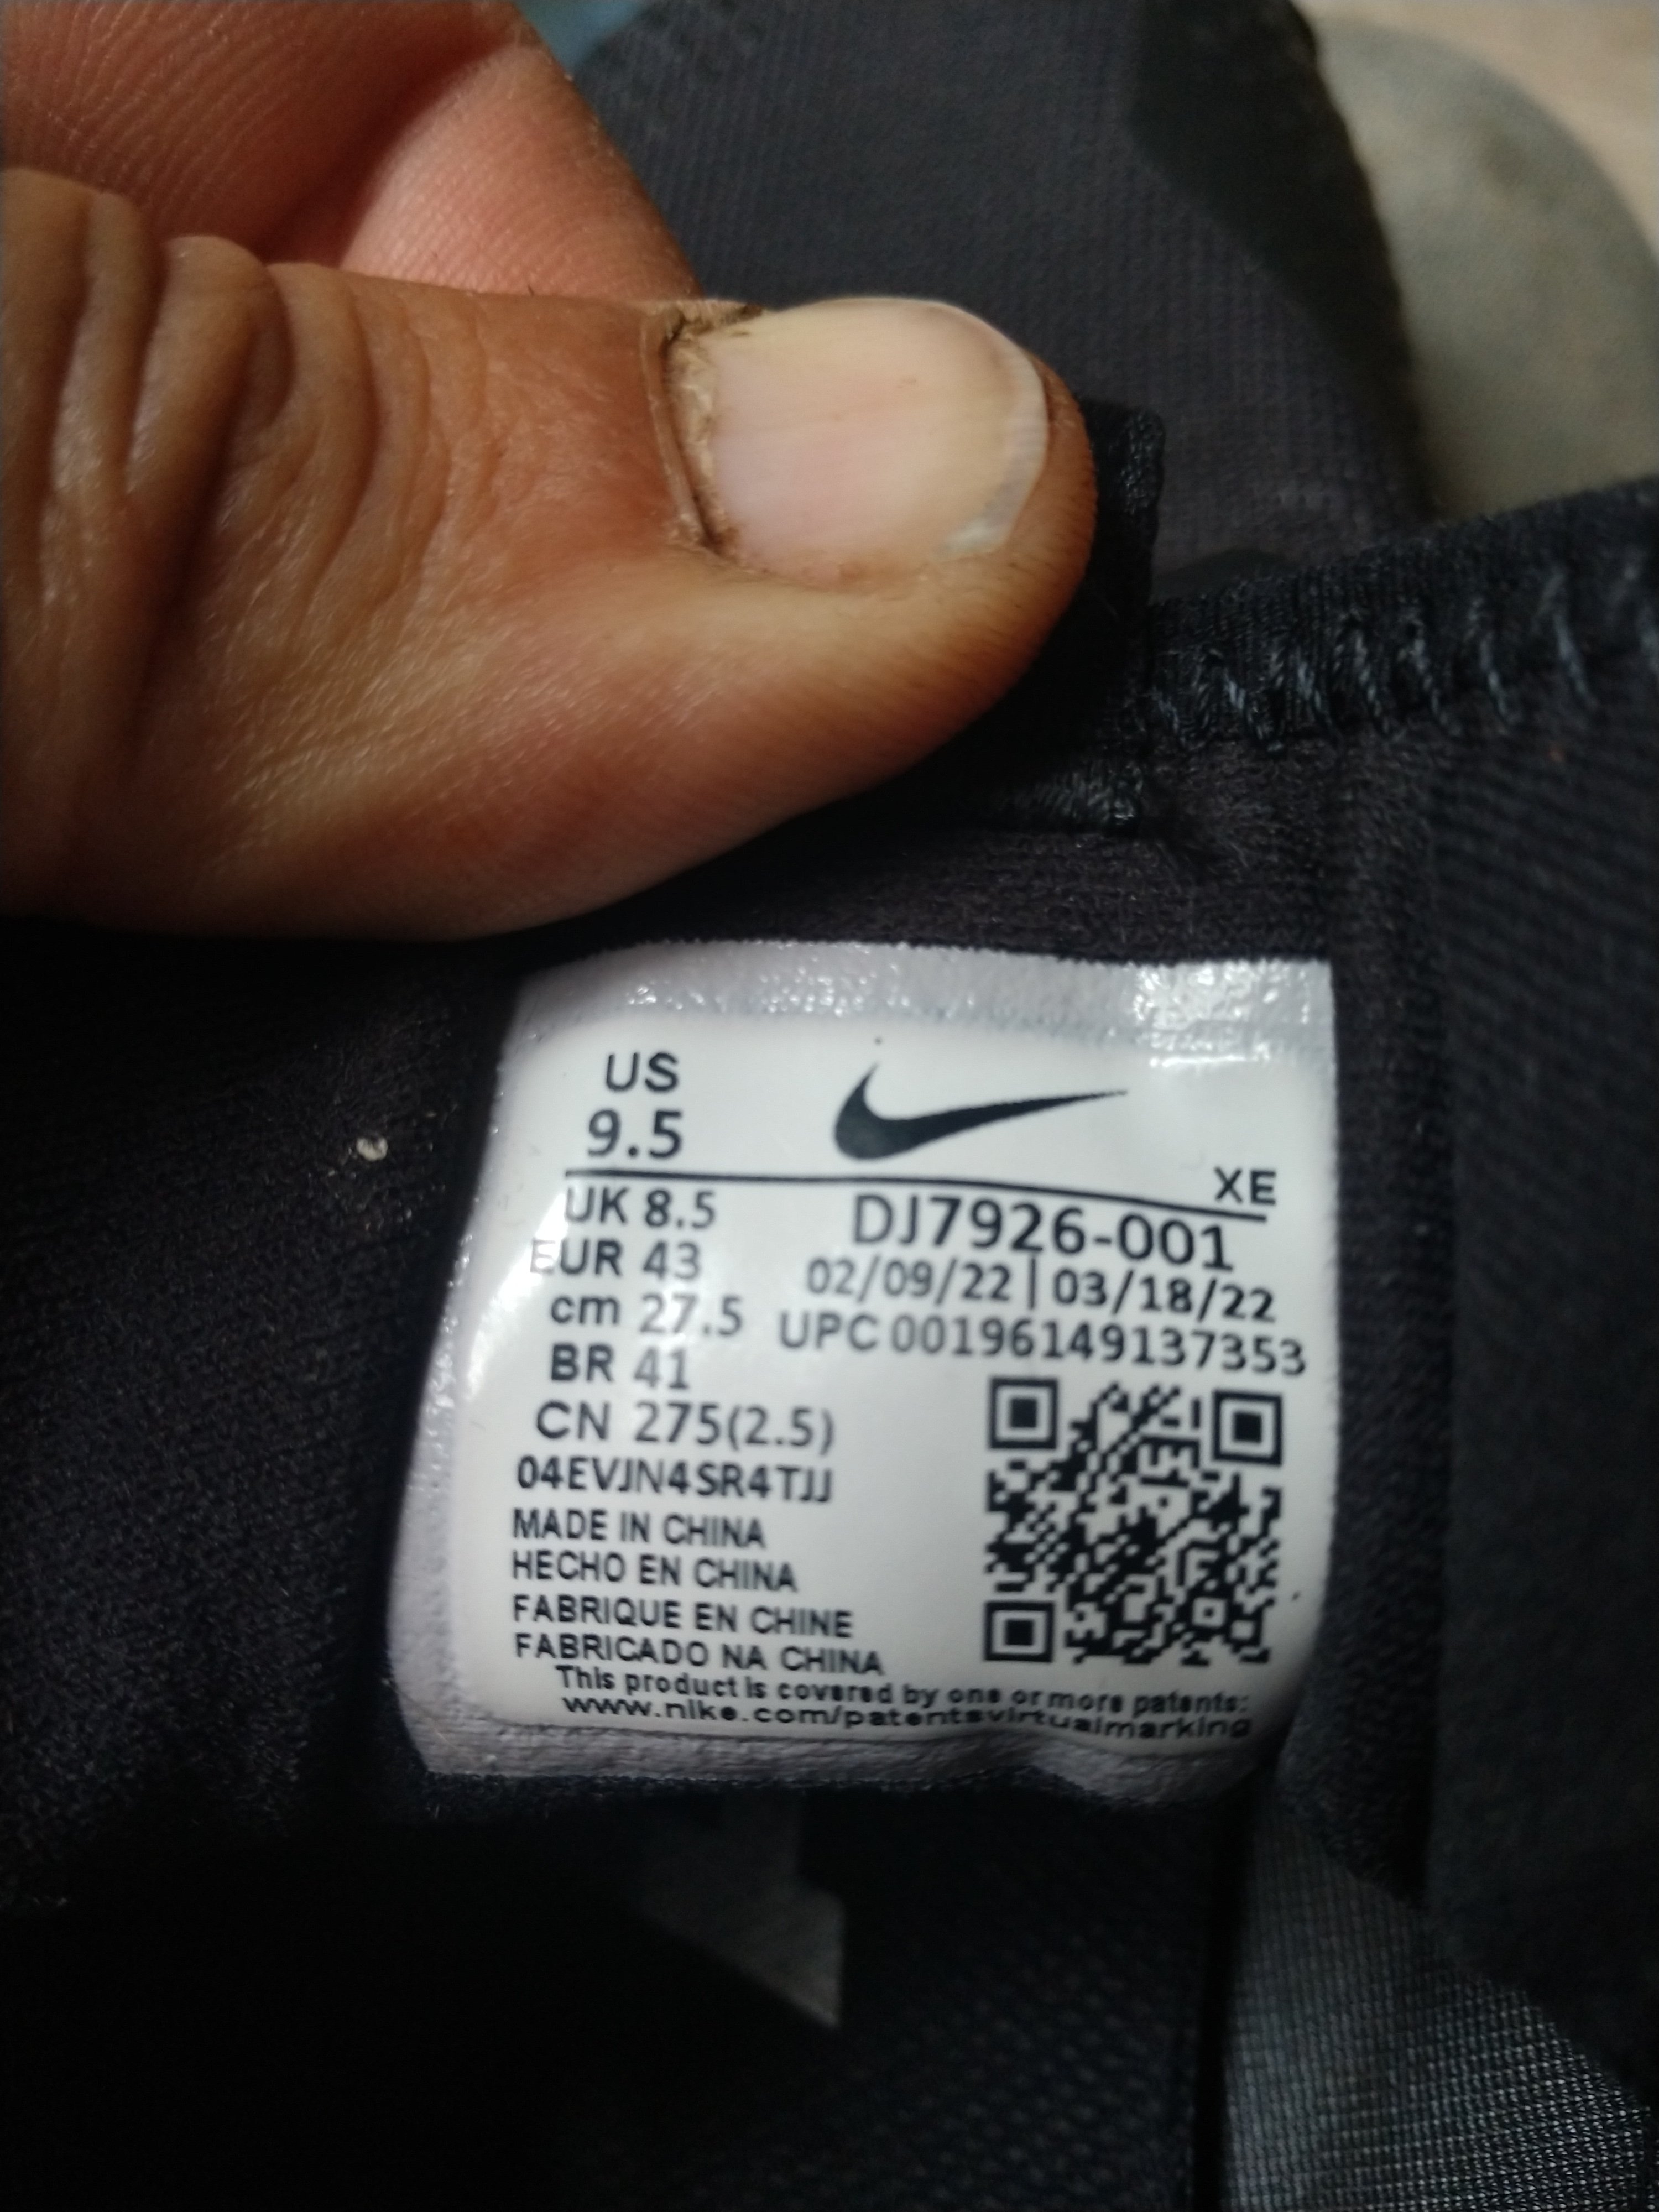 US
9.5
XE
UK 8.5
DJ7926-001
EUR 43
02/09/22 | 03/18/22
cm 27.5
UPC 00196149137353
BR 41
CN 275(2.5)
04EVJN4SR4TJJ
MADE IN CHINA
HECHO EN CHINA
FABRIQUE EN CHINE
FABRICADO NA CHINA
This product is covered by one or more patents:
www.nike.com/patentsvirtualmarking